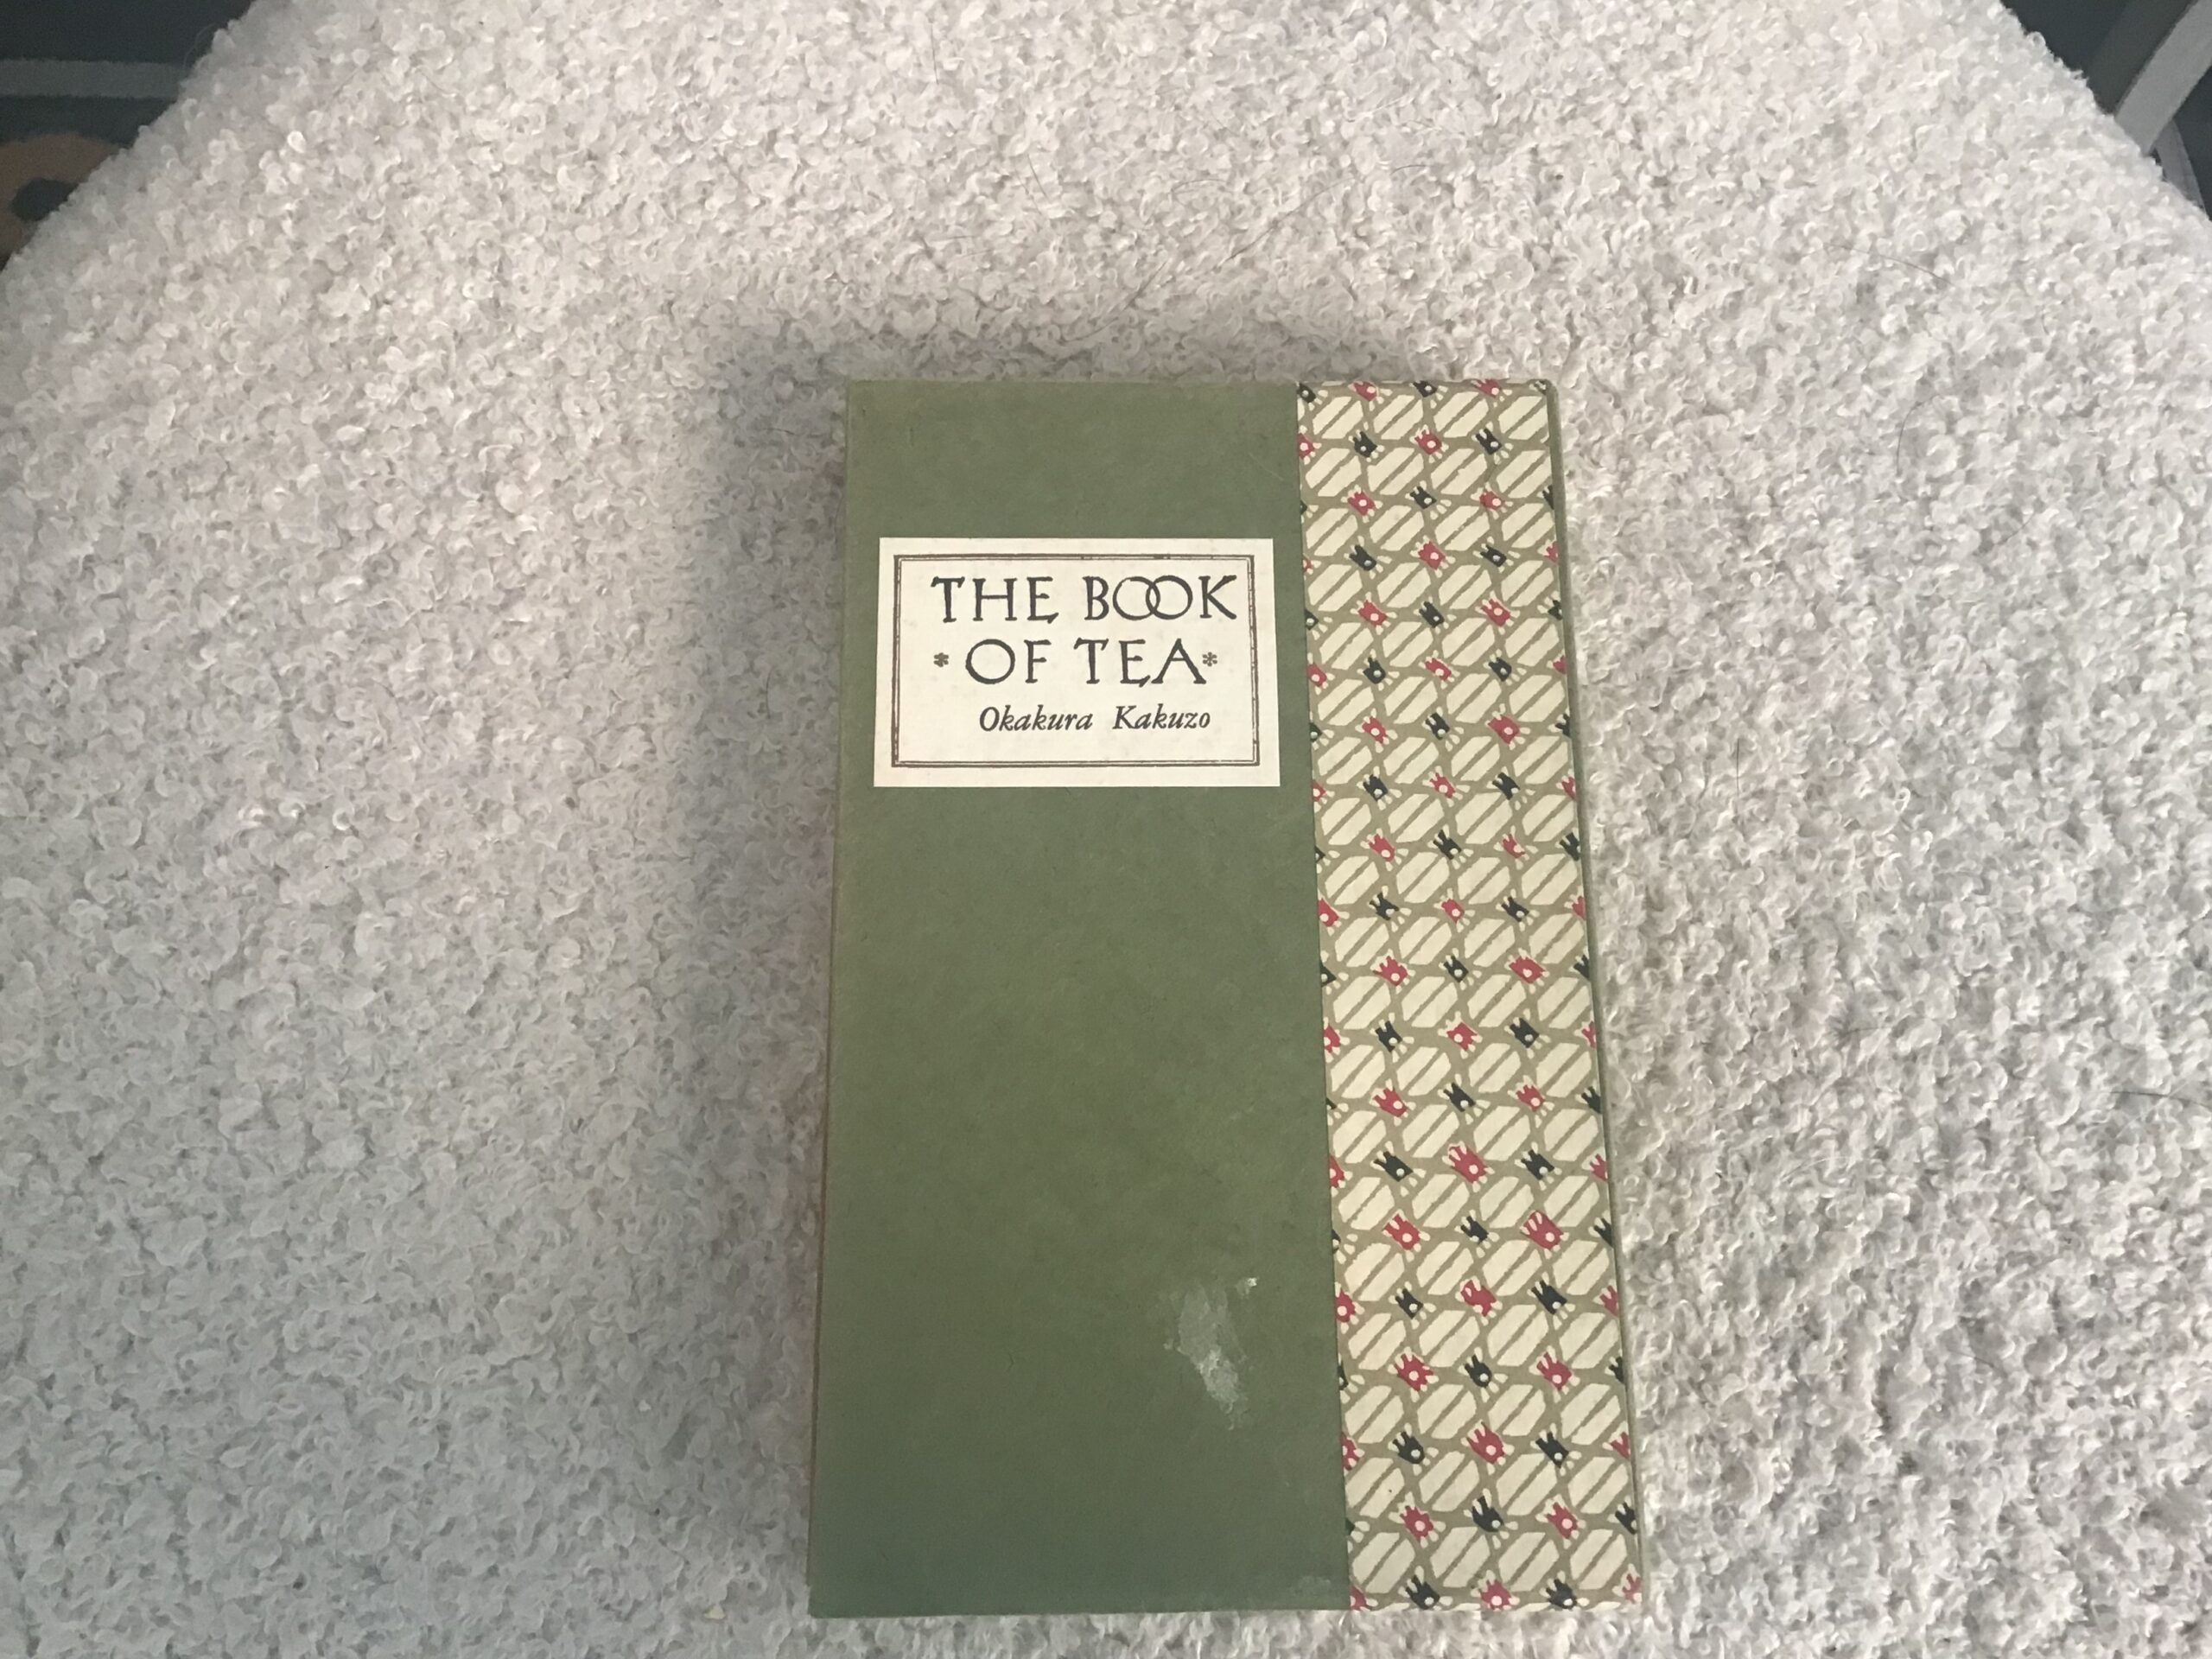 THE BOOK
* OF TEA *
Okakura Kakuzo